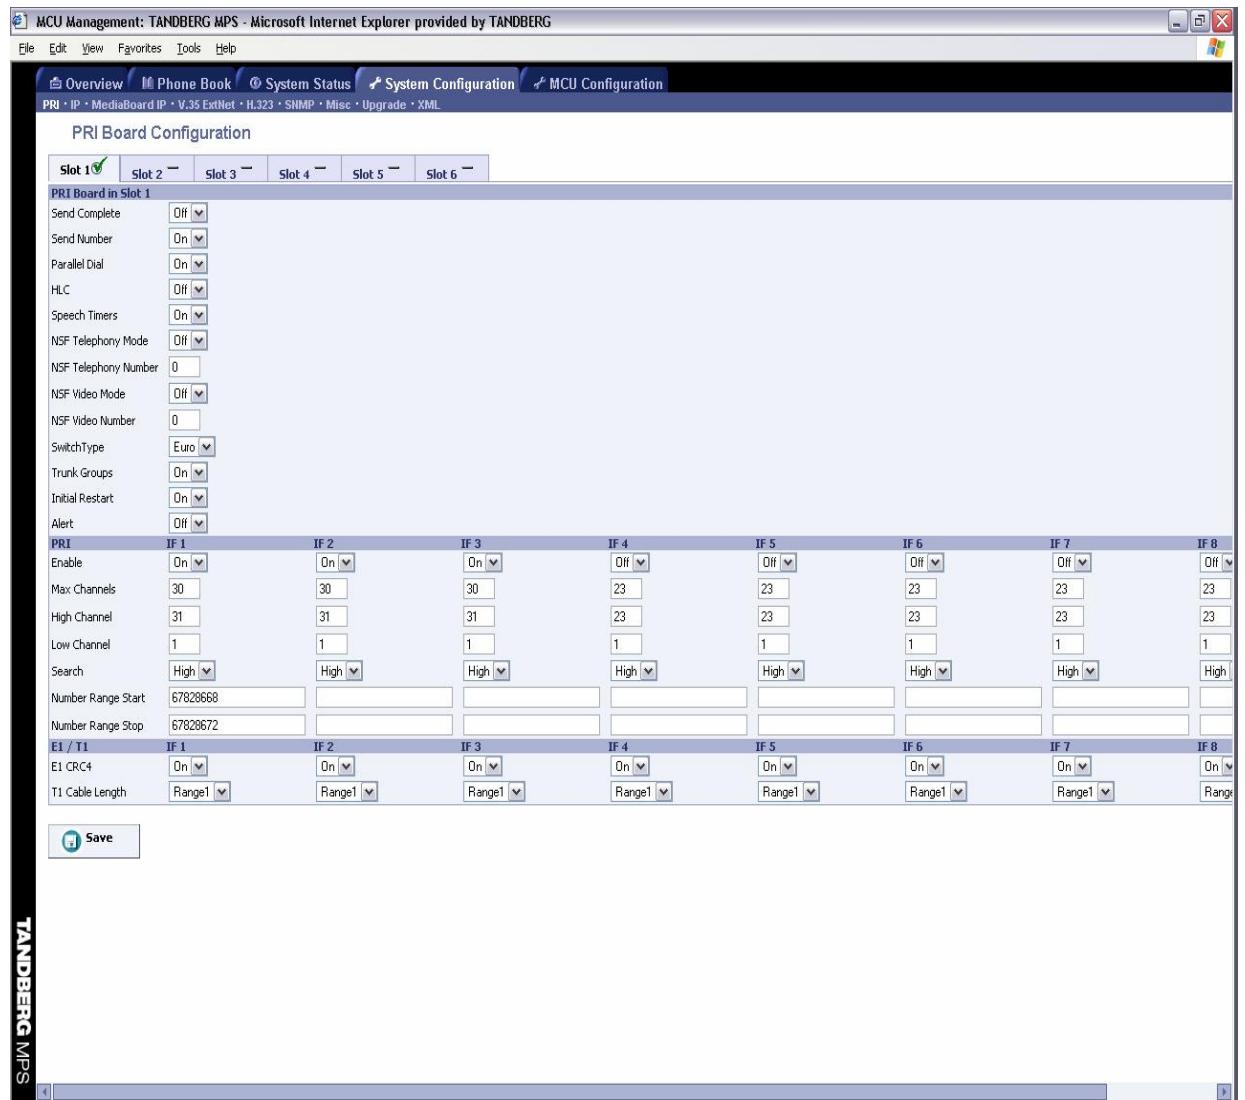 MCU Management: TANDBERG MPS - Microsoft Internet Explorer provided by TANDBERG
File Edit View Favorites Tools Help
Overview Phone Book System Status System Configuration MCU Configuration
PRI · IP · MediaBoard IP · V.35 ExtNet · H.323 · SNMP · Misc · Upgrade · XML
PRI Board Configuration
Slot 1 Slot 2 Slot 3 Slot 4 Slot 5 Slot 6
PRI Board in Slot 1
Send Complete Off
Send Number On
Parallel Dial On
HLC Off
Speech Timers On
NSF Telephony Mode Off
NSF Telephony Number 0
NSF Video Mode Off
NSF Video Number 0
SwitchType Euro
Trunk Groups On
Initial Restart On
Alert Off
PRI IF 1 IF 2 IF 3 IF 4 IF 5 IF 6 IF 7 IF 8
Enable On On On Off Off Off Off Off
Max Channels 30 30 30 23 23 23 23 23
High Channel 31 31 31 23 23 23 23 23
Low Channel 1 1 1 1 1 1 1 1
Search High High High High High High High High
Number Range Start 67828668
Number Range Stop 67828672
E1 / T1 IF 1 IF 2 IF 3 IF 4 IF 5 IF 6 IF 7 IF 8
E1 CRC4 On On On On On On On On
T1 Cable Length Range1 Range1 Range1 Range1 Range1 Range1 Range1 Range
Save
TANDBERG MPS